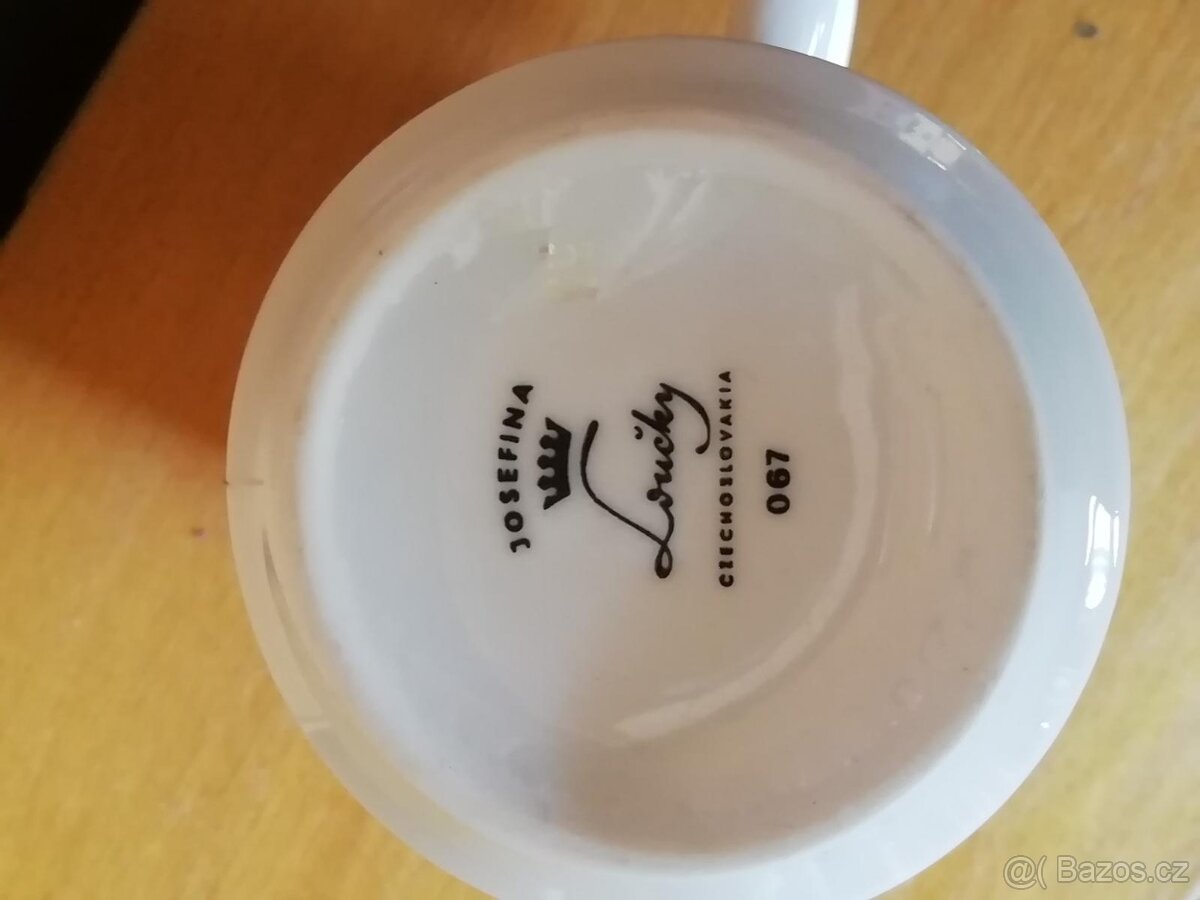 JOSEFINA
Loučky
CZECHOSLOVAKIA
067
@( Bazos.cz